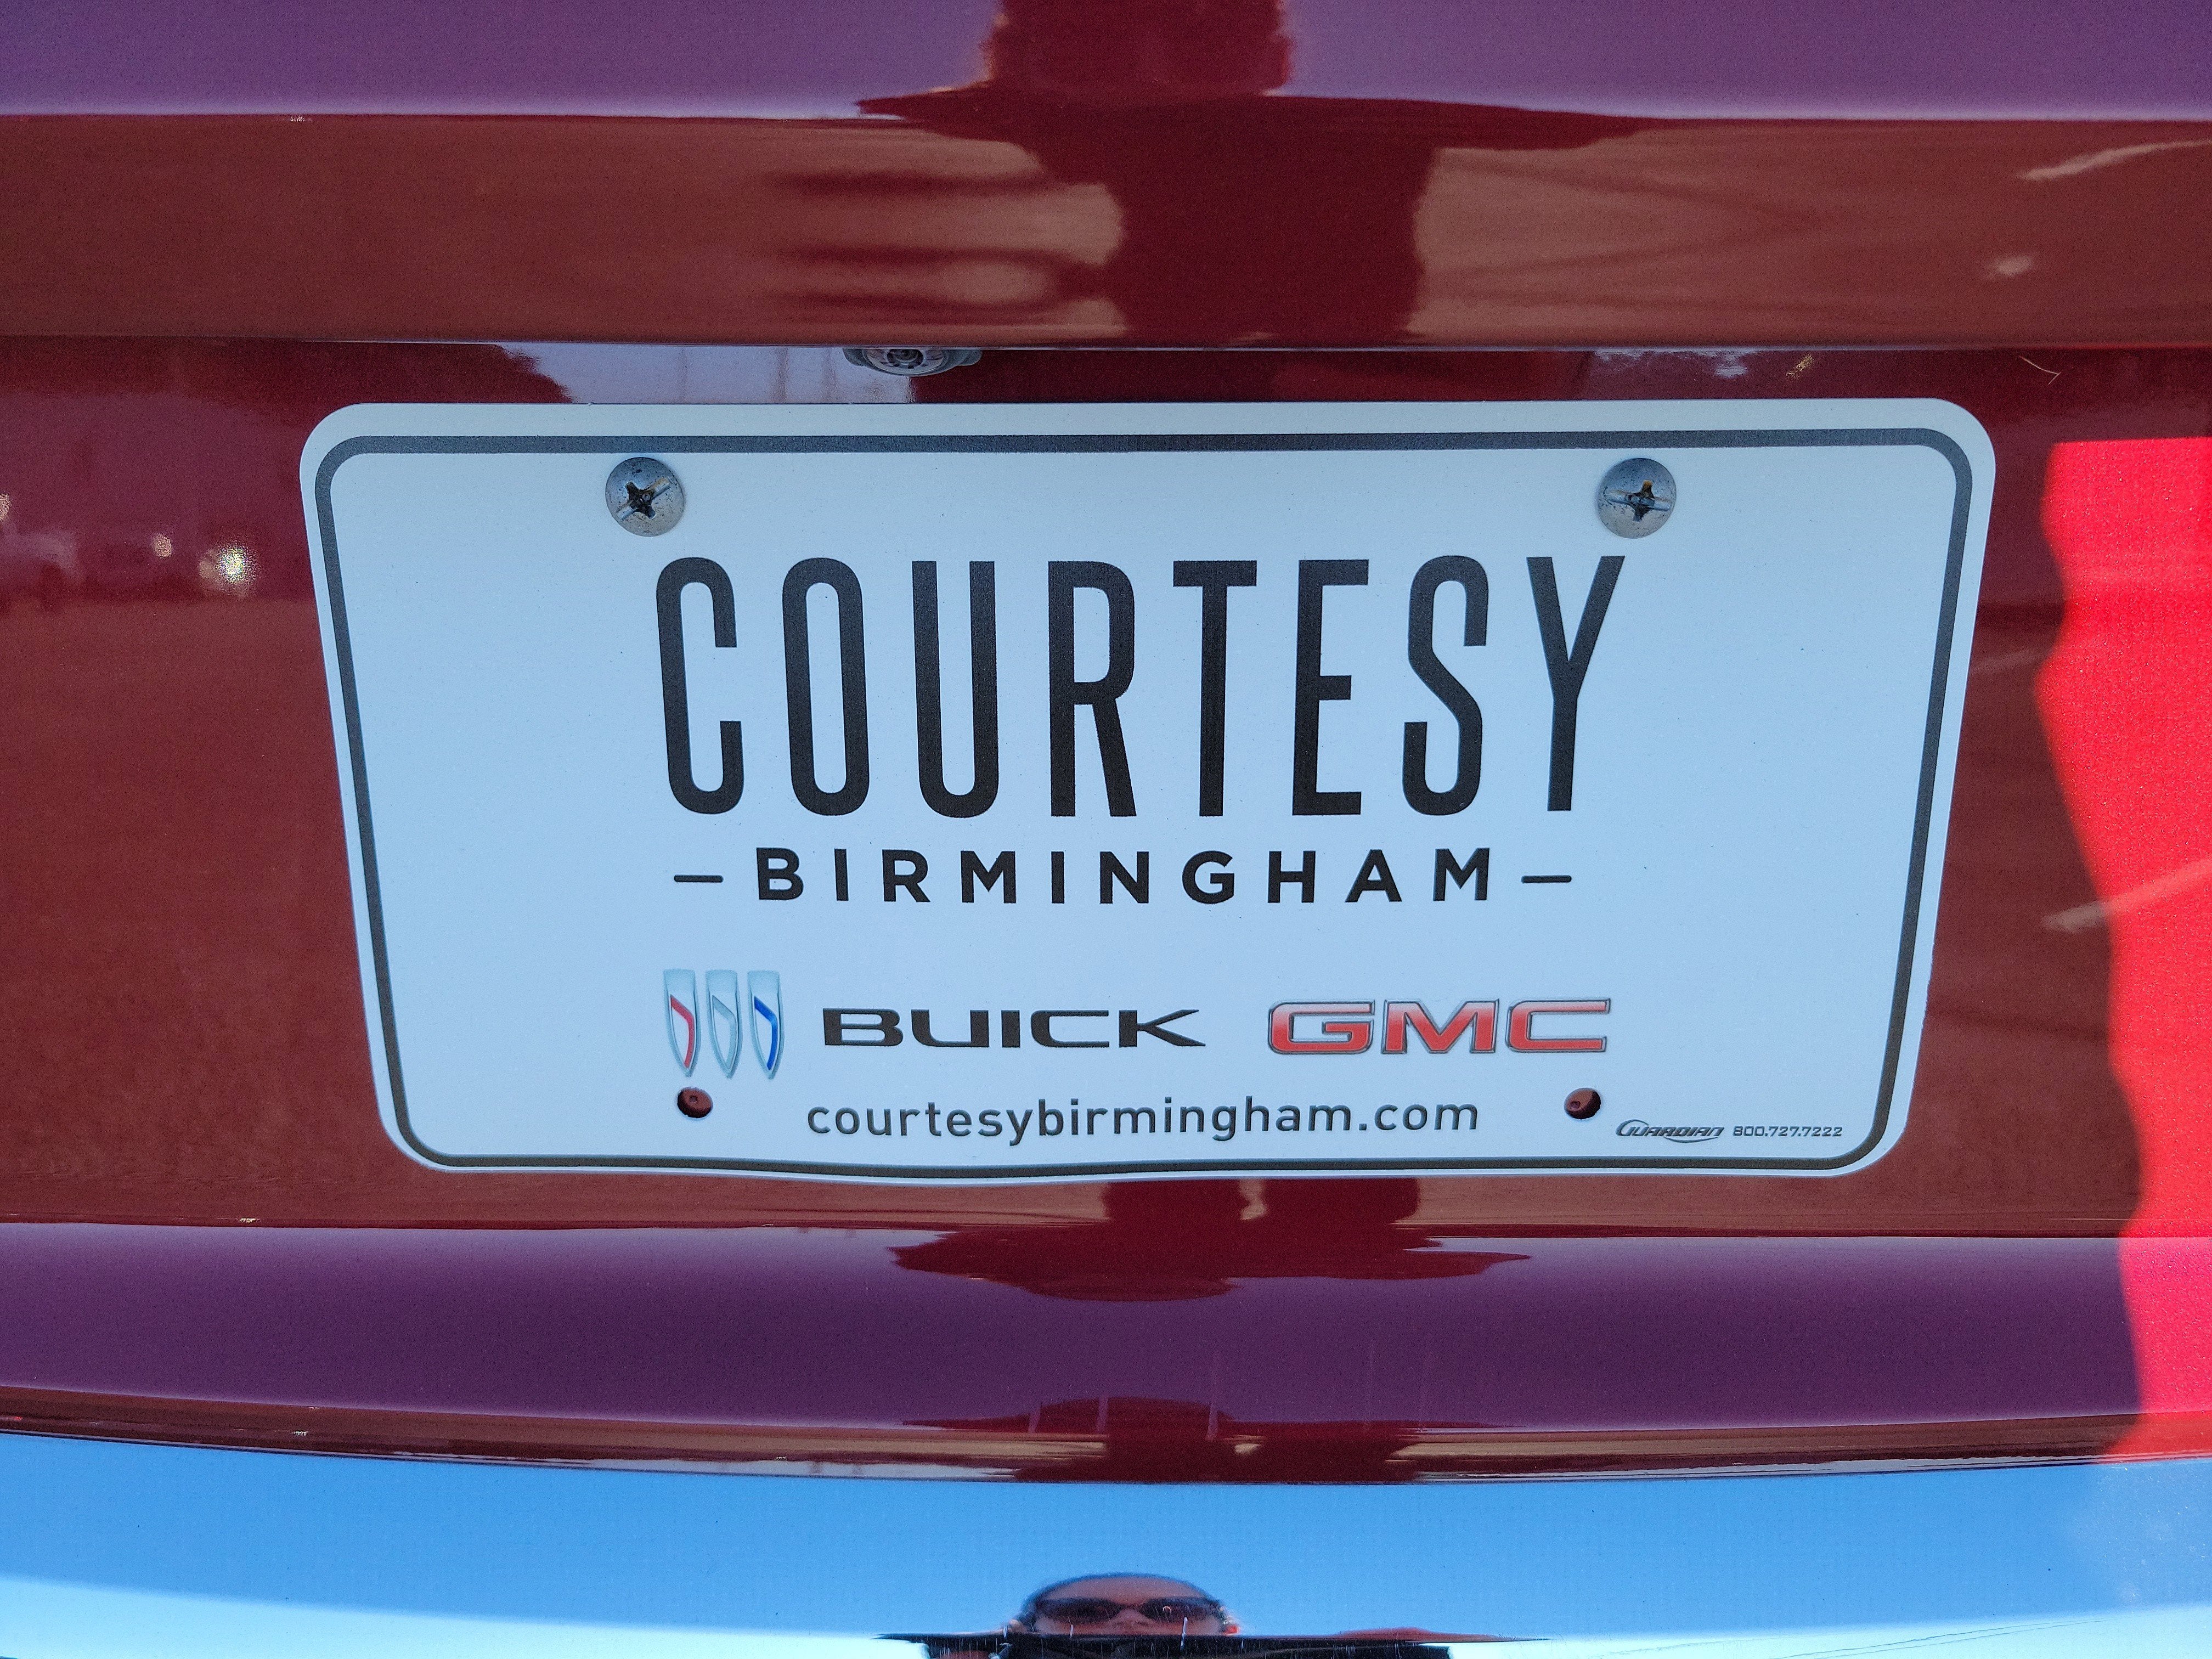 COURTESY
–BIRMINGHAM–
BUICK GMC
courtesybirmingham.com
GUARDIAN 800.727.7222